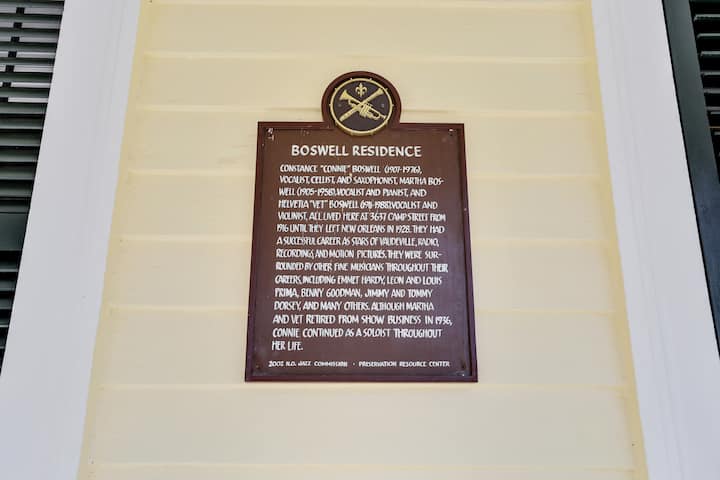 BOSWELL RESIDENCE
CONSTANCE "CONNIE" BOSWELL (1907-1976),
VOCALIST, CELLIST, AND SAXOPHONIST, MARTHA BOS-
WELL (1905-1958), VOCALIST AND PIANIST, AND
HELVETIA "VET" BOSWELL (1911-1988), VOCALIST AND
VIOLINIST, ALL LIVED HERE AT 3637 CAMP STREET FROM
1916 UNTIL THEY LEFT NEW ORLEANS IN 1928. THEY HAD
A SUCCESSFUL CAREER AS STARS OF VAUDEVILLE, RADIO,
RECORDINGS, AND MOTION PICTURES. THEY WERE SUR-
ROUNDED BY OTHER FINE MUSICIANS THROUGHOUT THEIR
CAREERS, INCLUDING EMMET HARDY, LEON AND LOUIS
PRIMA, BENNY GOODMAN, JIMMY AND TOMMY
DORSEY, AND MANY OTHERS. ALTHOUGH MARTHA
AND VET RETIRED FROM SHOW BUSINESS IN 1936,
CONNIE CONTINUED AS A SOLOIST THROUGHOUT
HER LIFE.
2002 N.O. JAZZ COMMISSION · PRESERVATION RESOURCE CENTER